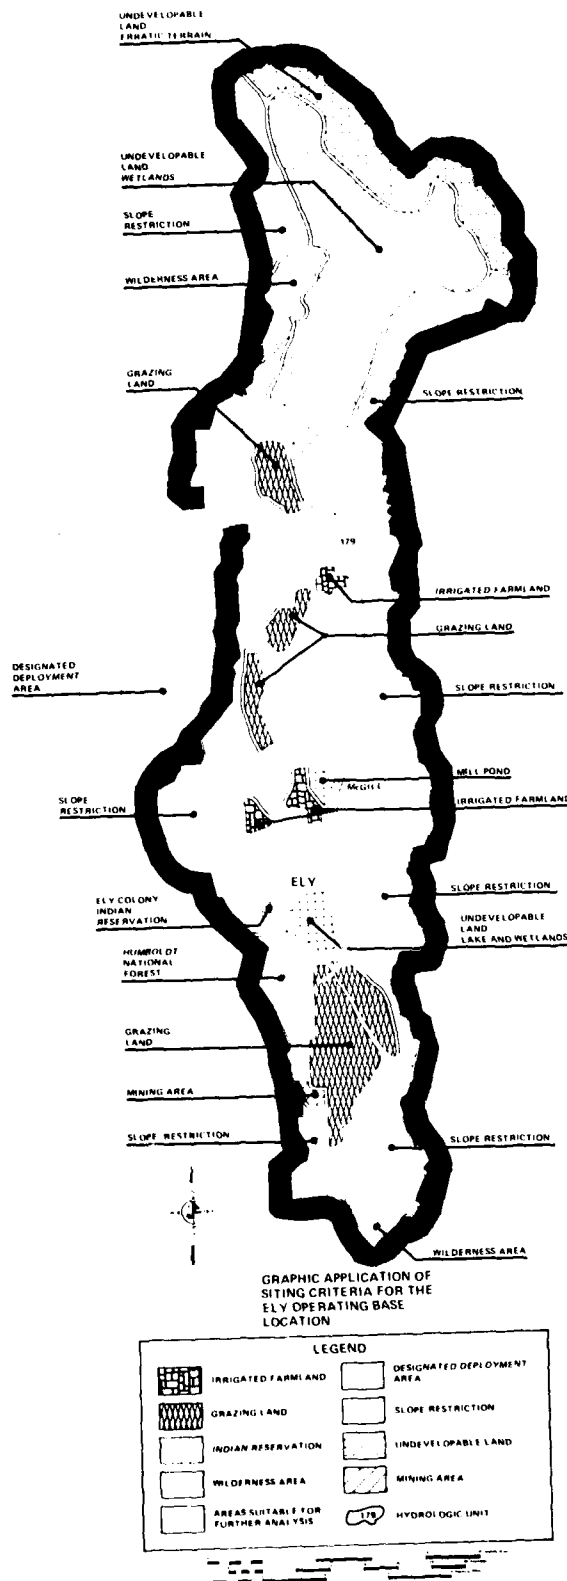 UNDEVELOPABLE
LAND
ERRATIC TERRAIN
UNDEVELOPABLE
LAND
WETLANDS
SLOPE
RESTRICTION
WILDERNESS AREA
GRAZING
LAND
SLOPE RESTRICTION
179
IRRIGATED FARMLAND
GRAZING LAND
DESIGNATED
DEPLOYMENT
AREA
SLOPE RESTRICTION
MILL POND
McGILL
SLOPE
RESTRICTION
IRRIGATED FARMLAND
ELY
SLOPE RESTRICTION
ELY COLONY
INDIAN
RESERVATION
UNDEVELOPABLE
LAND
LAKE AND WETLANDS
HUMBOLDT
NATIONAL
FOREST
GRAZING
LAND
MINING AREA
SLOPE RESTRICTION
SLOPE RESTRICTION
WILDERNESS AREA
GRAPHIC APPLICATION OF
SITING CRITERIA FOR THE
ELY OPERATING BASE
LOCATION
LEGEND
IRRIGATED FARMLAND
GRAZING LAND
INDIAN RESERVATION
WILDERNESS AREA
AREAS SUITABLE FOR
FURTHER ANALYSIS
DESIGNATED DEPLOYMENT
AREA
SLOPE RESTRICTION
UNDEVELOPABLE LAND
MINING AREA
179
HYDROLOGIC UNIT